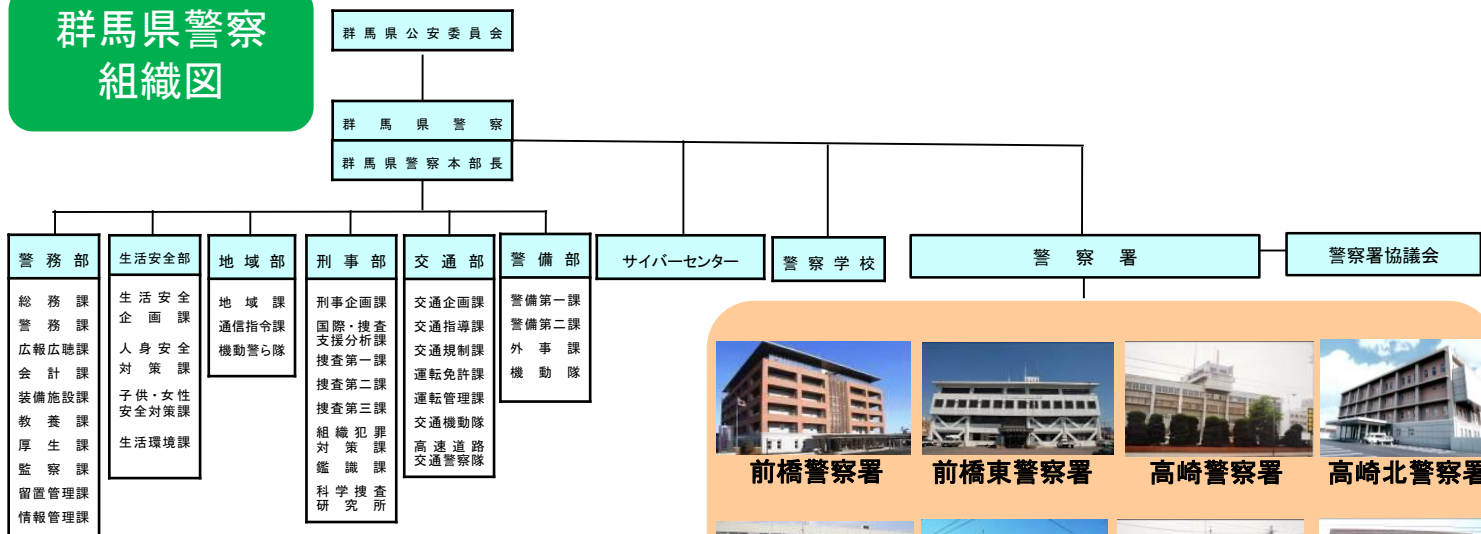 群馬県警察
組織図
群馬県公安委員会
群馬県警察
群馬県警察本部長
警務部
総務課
警務課
広報広聴課
会計課
装備施設課
教養課
厚生課
監察課
留置管理課
情報管理課
生活安全部
生活安全
企画課
人身安全
対策課
子供・女性
安全対策課
生活環境課
地域部
地域課
通信指令課
機動警ら隊
刑事部
刑事企画課
国際・捜査
支援分析課
捜査第一課
捜査第二課
捜査第三課
組織犯罪
対策課
鑑識課
科学捜査
研究所
交通部
交通企画課
交通指導課
交通規制課
運転免許課
運転管理課
交通機動隊
高速道路
交通警察隊
警備部
警備第一課
警備第二課
外事課
機動隊
サイバーセンター
警察学校
警察署
警察署協議会
前橋警察署
前橋東警察署
高崎警察署
高崎北警察署